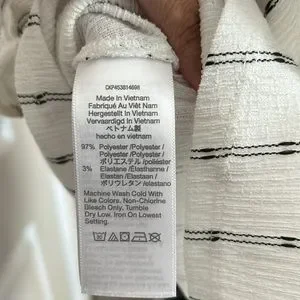 CKP453814698
Made in Vietnam
Fabriqué Au Viêt Nam
Hergestellt in Vietnam
Vervaardigd in Vietnam
ベトナム製
hecho en vietnam
97% Polyester /Polyester
Polyester /Polyester/
ポリエステル /poliéster
3% Elastane /Élasthanne/
Elastan /Elastaan /
ポリウレタン /elastano
Machine Wash Cold With
Like Colors. Non-Chlorine
Bleach Only. Tumble
Dry Low. Iron On Lowest
Setting.